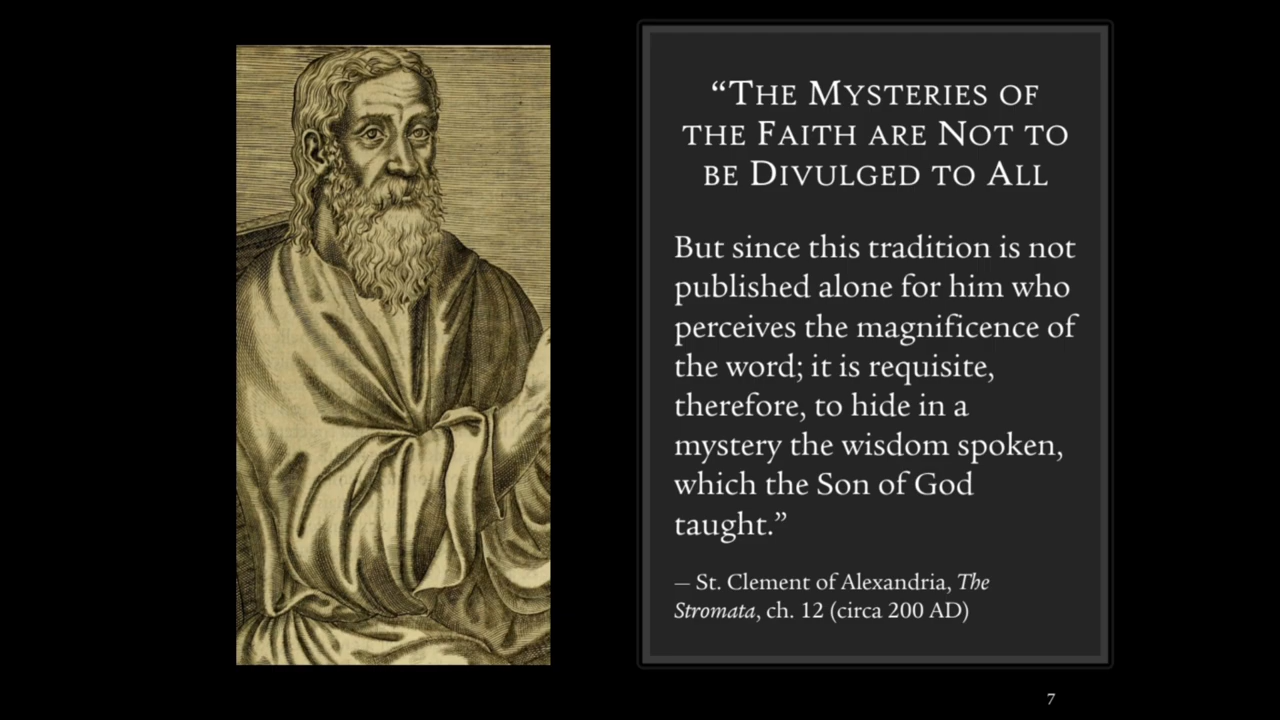 “The Mysteries of
the Faith are Not to
be Divulged to All
But since this tradition is not
published alone for him who
perceives the magnificence of
the word; it is requisite,
therefore, to hide in a
mystery the wisdom spoken,
which the Son of God
taught.”
– St. Clement of Alexandria, The
Stromata, ch. 12 (circa 200 AD)
7